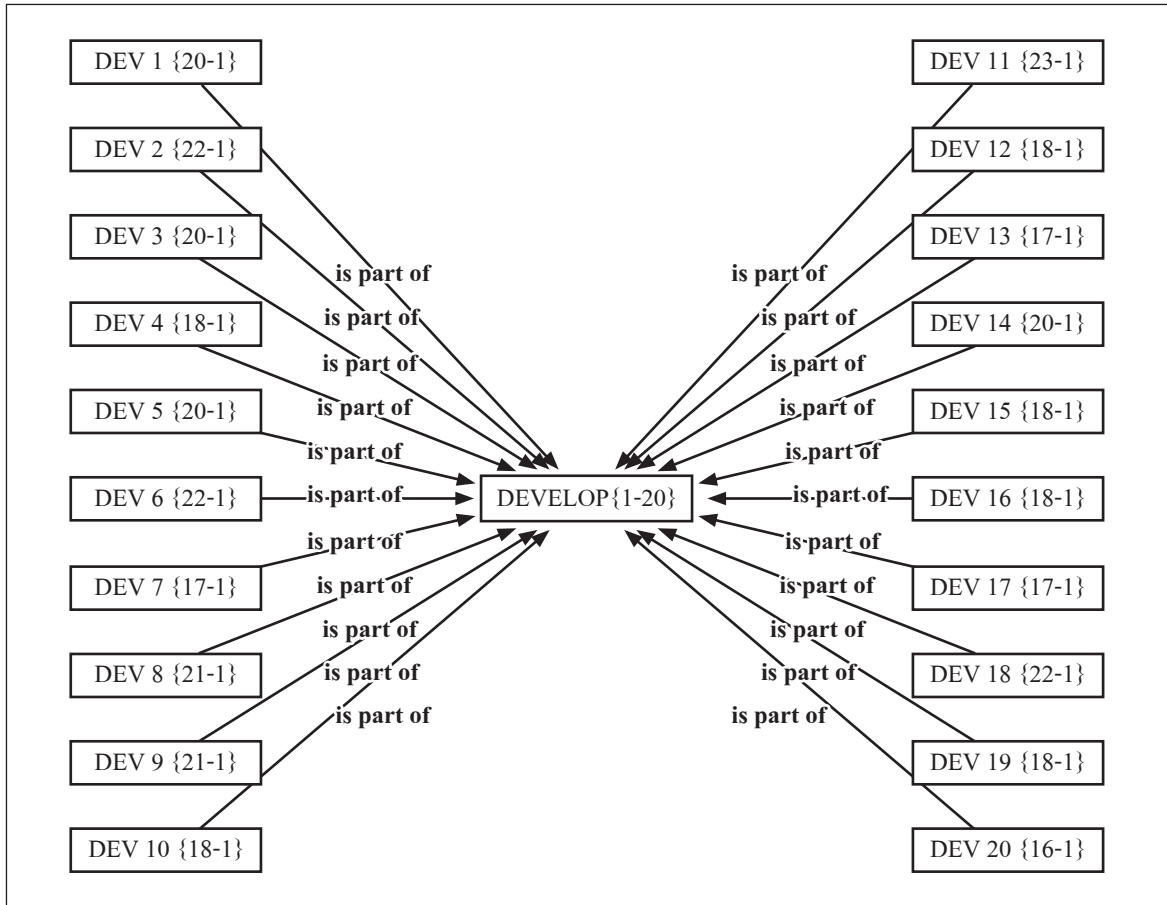 DEV 1 {20-1}
DEV 11 {23-1}
DEV 2 {22-1}
DEV 12 {18-1}
DEV 3 {20-1}
DEV 13 {17-1}
is part of
is part of
DEV 4 {18-1}
is part of
is part of
DEV 14 {20-1}
is part of
is part of
DEV 5 {20-1}
is part of
is part of
DEV 15 {18-1}
is part of
is part of
DEV 6 {22-1}
is part of
DEVELOP{1-20}
is part of
DEV 16 {18-1}
is part of
is part of
DEV 7 {17-1}
is part of
is part of
DEV 17 {17-1}
is part of
is part of
DEV 8 {21-1}
is part of
is part of
DEV 18 {22-1}
is part of
is part of
DEV 9 {21-1}
DEV 19 {18-1}
DEV 10 {18-1}
DEV 20 {16-1}